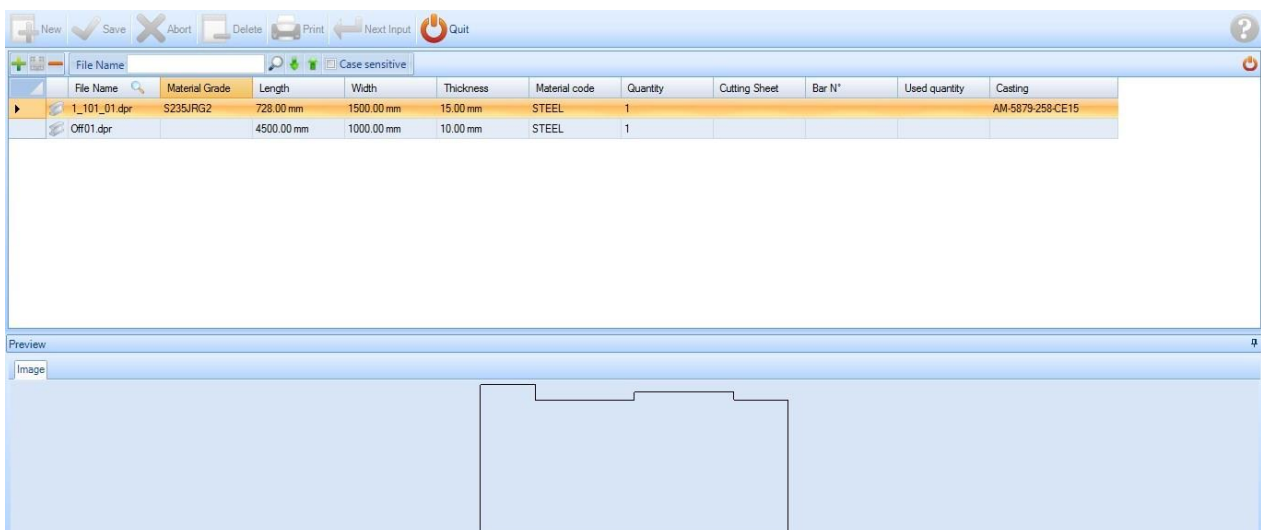 New Save Abort Delete Print Next Input Quit
File Name Case sensitive
File Name Material Grade Length Width Thickness Material code Quantity Cutting Sheet Bar N° Used quantity Casting
1_101_01.dpr S235JRG2 728.00 mm 1500.00 mm 15.00 mm STEEL 1 AM-5879-258-CE15
Off01.dpr 4500.00 mm 1000.00 mm 10.00 mm STEEL 1
Preview
Image